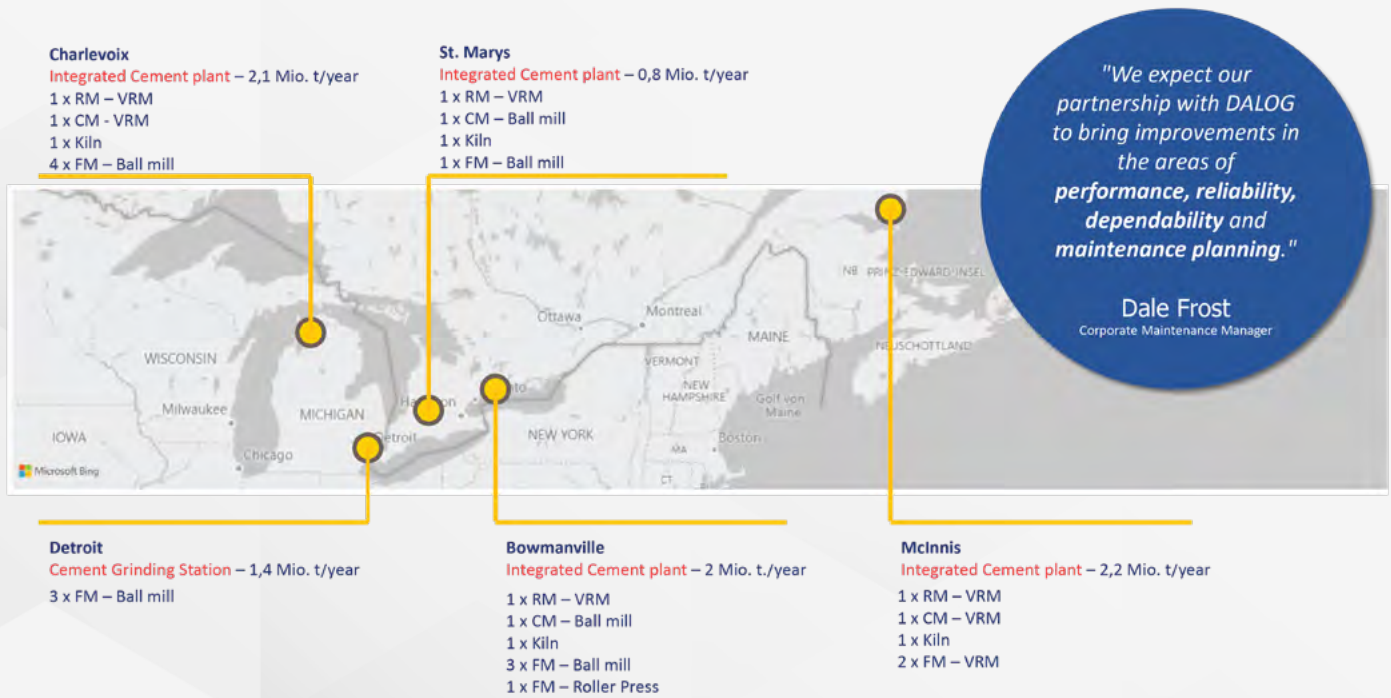 Charlevoix
Integrated Cement plant – 2,1 Mio. t/year
1 x RM – VRM
1 x CM - VRM
1 x Kiln
4 x FM – Ball mill
St. Marys
Integrated Cement plant – 0,8 Mio. t/year
1 x RM – VRM
1 x CM – Ball mill
1 x Kiln
1 x FM – Ball mill
"We expect our
partnership with DALOG
to bring improvements in
the areas of
performance, reliability,
dependability and
maintenance planning."
Dale Frost
Corporate Maintenance Manager
NB PRINZ-EDWARD-INSEL
Ottawa
Montreal
MAINE
NEUSCHOTTLAND
WISCONSIN
VERMONT
NEW
HAMPSHIRE
Golf von
Maine
Milwaukee
MICHIGAN
IOWA
Detroit
NEW YORK
Boston
Chicago
MA
CT
Microsoft Bing
Detroit
Cement Grinding Station – 1,4 Mio. t/year
3 x FM – Ball mill
Bowmanville
Integrated Cement plant – 2 Mio. t./year
1 x RM – VRM
1 x CM – Ball mill
1 x Kiln
3 x FM – Ball mill
1 x FM – Roller Press
McInnis
Integrated Cement plant – 2,2 Mio. t/year
1 x RM – VRM
1 x CM – VRM
1 x Kiln
2 x FM – VRM